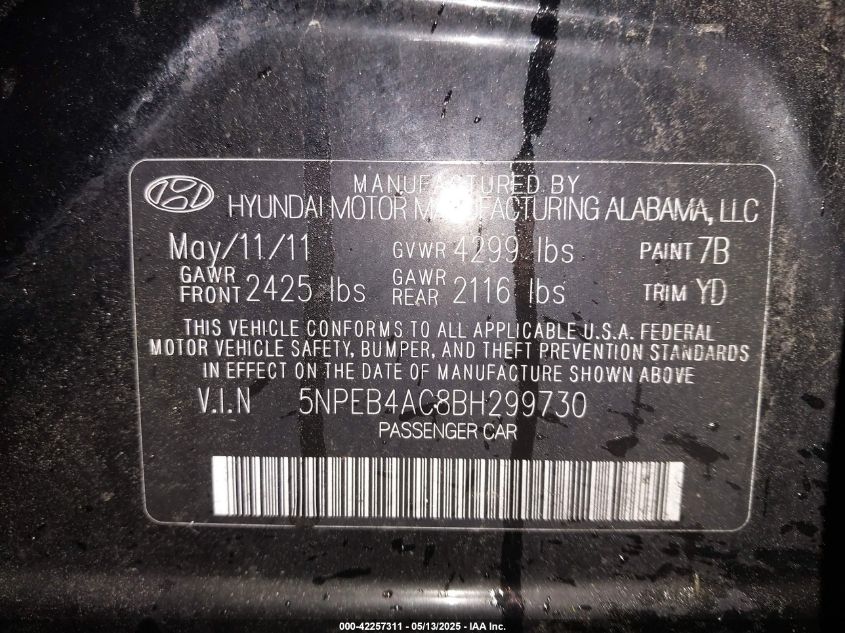 MANUFACTURED BY
HYUNDAI MOTOR MANUFACTURING ALABAMA, LLC
May/11/11 GVWR 4299 lbs PAINT 7B
GAWR FRONT 2425 lbs GAWR REAR 2116 lbs TRIM YD
THIS VEHICLE CONFORMS TO ALL APPLICABLE U.S.A. FEDERAL
MOTOR VEHICLE SAFETY, BUMPER, AND THEFT PREVENTION STANDARDS
IN EFFECT ON THE DATE OF MANUFACTURE SHOWN ABOVE
V.I.N 5NPEB4AC8BH299730
PASSENGER CAR
000-42257311 - 05/13/2025 - IAA Inc.